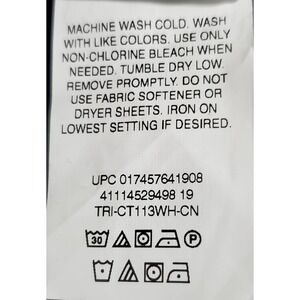 MACHINE WASH COLD. WASH
WITH LIKE COLORS. USE ONLY
NON-CHLORINE BLEACH WHEN
NEEDED. TUMBLE DRY LOW.
REMOVE PROMPTLY. DO NOT
USE FABRIC SOFTENER OR
DRYER SHEETS. IRON ON
LOWEST SETTING IF DESIRED.
UPC 017457641908
41114529498 19
TRI-CT113WH-CN
30 P